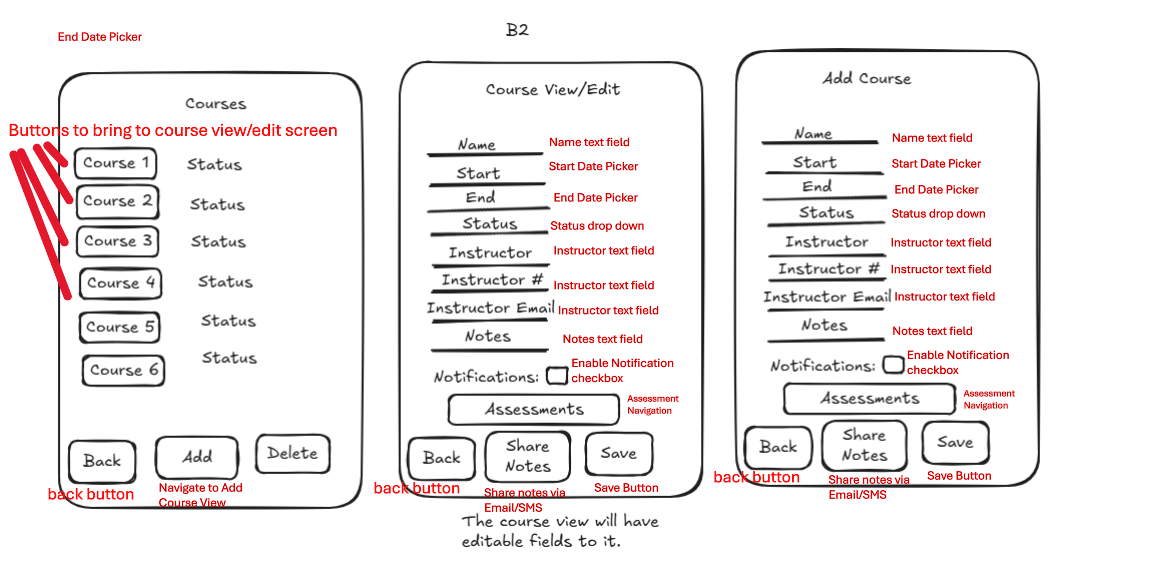 B2
End Date Picker
Courses
Buttons to bring to course view/edit screen
Course 1 Status
Course 2 Status
Course 3 Status
Course 4 Status
Course 5 Status
Course 6 Status
Back Add Delete
back button
Navigate to Add
Course View
Course View/Edit
Name Name text field
Start Start Date Picker
End End Date Picker
Status Status drop down
Instructor Instructor text field
Instructor # Instructor text field
Instructor Email Instructor text field
Notes Notes text field
Notifications: Enable Notification
checkbox
Assessments Assessment
Navigation
Back Share
Notes Save
back button
Share notes via
Email/SMS
Save Button
The course view will have
editable fields to it.
Add Course
Name Name text field
Start Start Date Picker
End End Date Picker
Status Status drop down
Instructor Instructor text field
Instructor # Instructor text field
Instructor Email Instructor text field
Notes Notes text field
Notifications: Enable Notification
checkbox
Assessments Assessment
Navigation
Back Share
Notes Save
back button
Share notes via
Email/SMS
Save Button